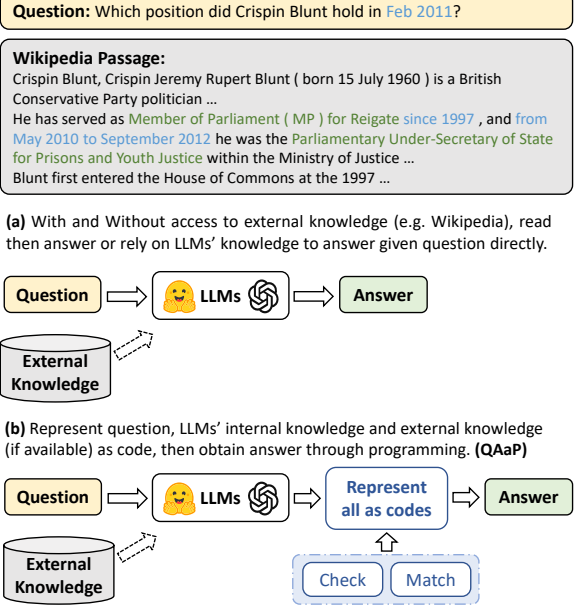 Question: Which position did Crispin Blunt hold in Feb 2011?
Wikipedia Passage:
Crispin Blunt, Crispin Jeremy Rupert Blunt ( born 15 July 1960 ) is a British
Conservative Party politician ...
He has served as Member of Parliament ( MP ) for Reigate since 1997 , and from
May 2010 to September 2012 he was the Parliamentary Under-Secretary of State
for Prisons and Youth Justice within the Ministry of Justice ...
Blunt first entered the House of Commons at the 1997 ...
(a) With and Without access to external knowledge (e.g. Wikipedia), read
then answer or rely on LLMs' knowledge to answer given question directly.
Question
LLMs
Answer
External
Knowledge
(b) Represent question, LLMs' internal knowledge and external knowledge
(if available) as code, then obtain answer through programming. (QAaP)
Question
LLMs
Represent
all as codes
Answer
External
Knowledge
Check
Match